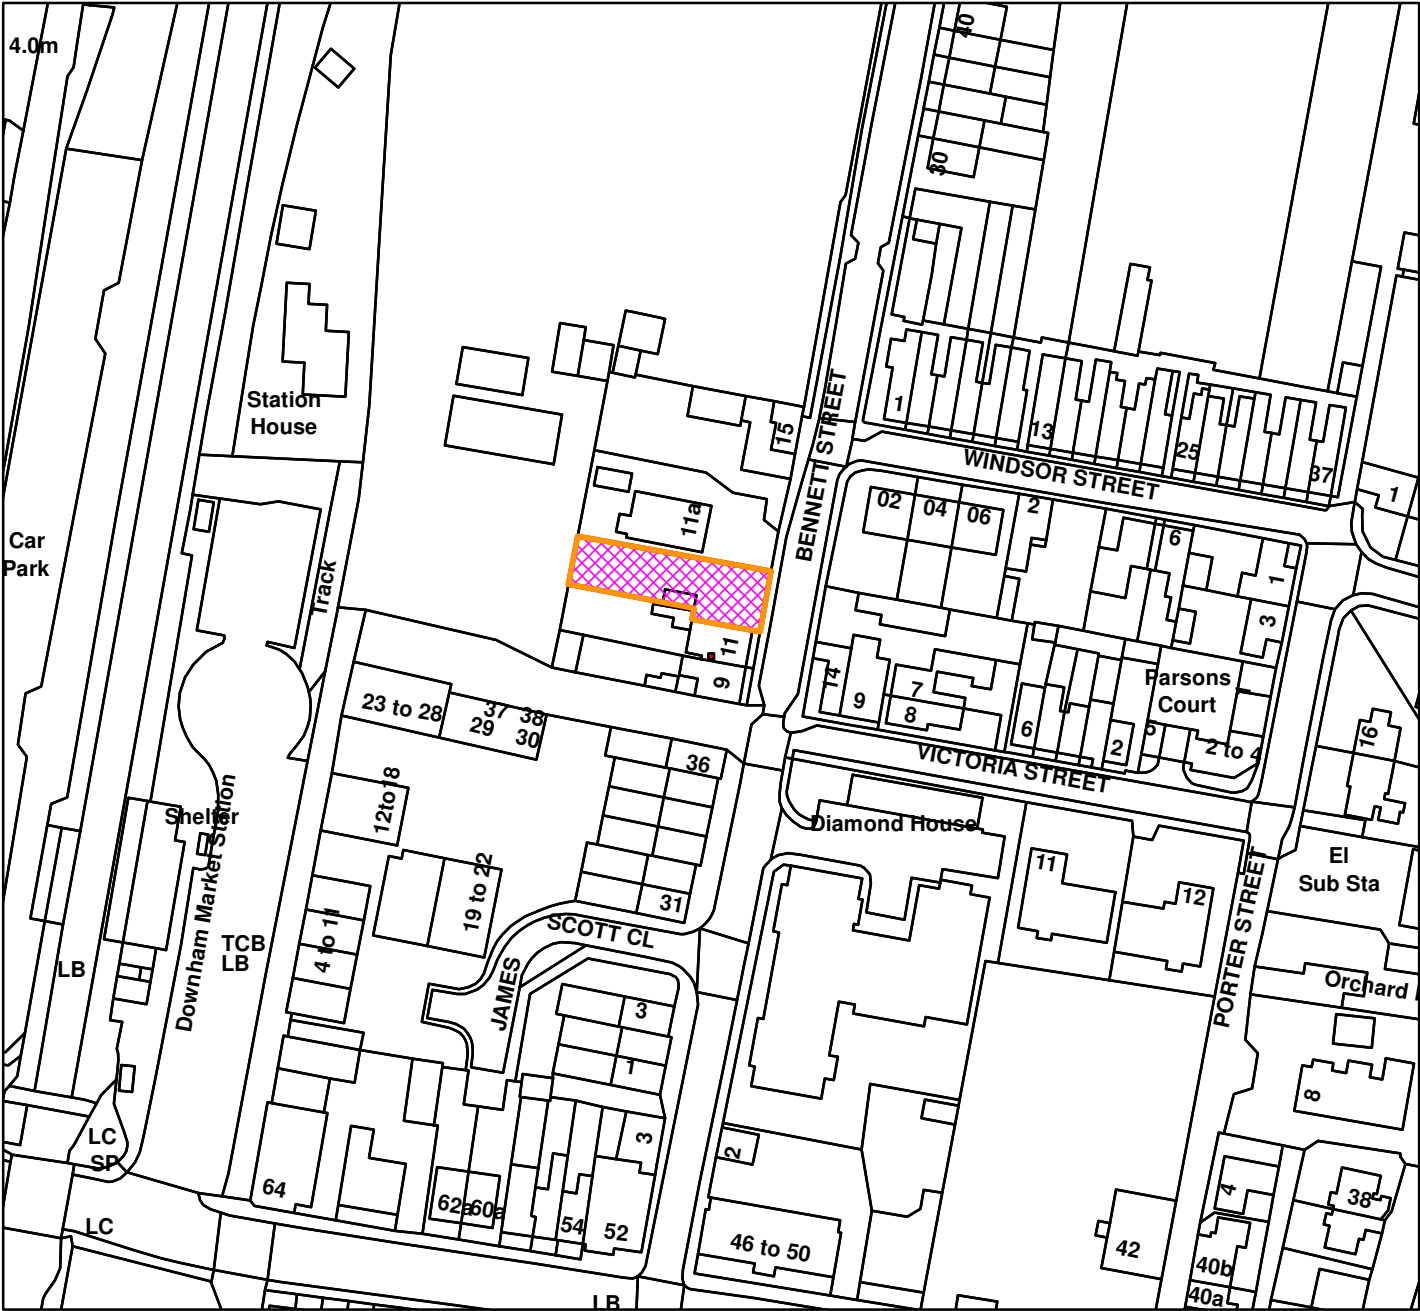 4.0m
40
30
Station
House
1
13
25
37
1
15
BENNETT STREET
WINDSOR STREET
02
04
06
2
6
1
3
11a
Car
Park
Track
11
9
14
9
7
8
6
2
5
2 to 4
Parsons
Court
16
23 to 28
37
38
29
30
36
VICTORIA STREET
12to18
Shelter
Downham Market Station
Diamond House
El
Sub Sta
11
12
19 to 22
31
SCOTT CL
JAMES
4 to 11
TCB
LB
LB
PORTER STREET
Orchard
3
1
8
LC
SP
3
2
64
62a
60a
54
52
46 to 50
LC
42
4
38
40b
40a
LB